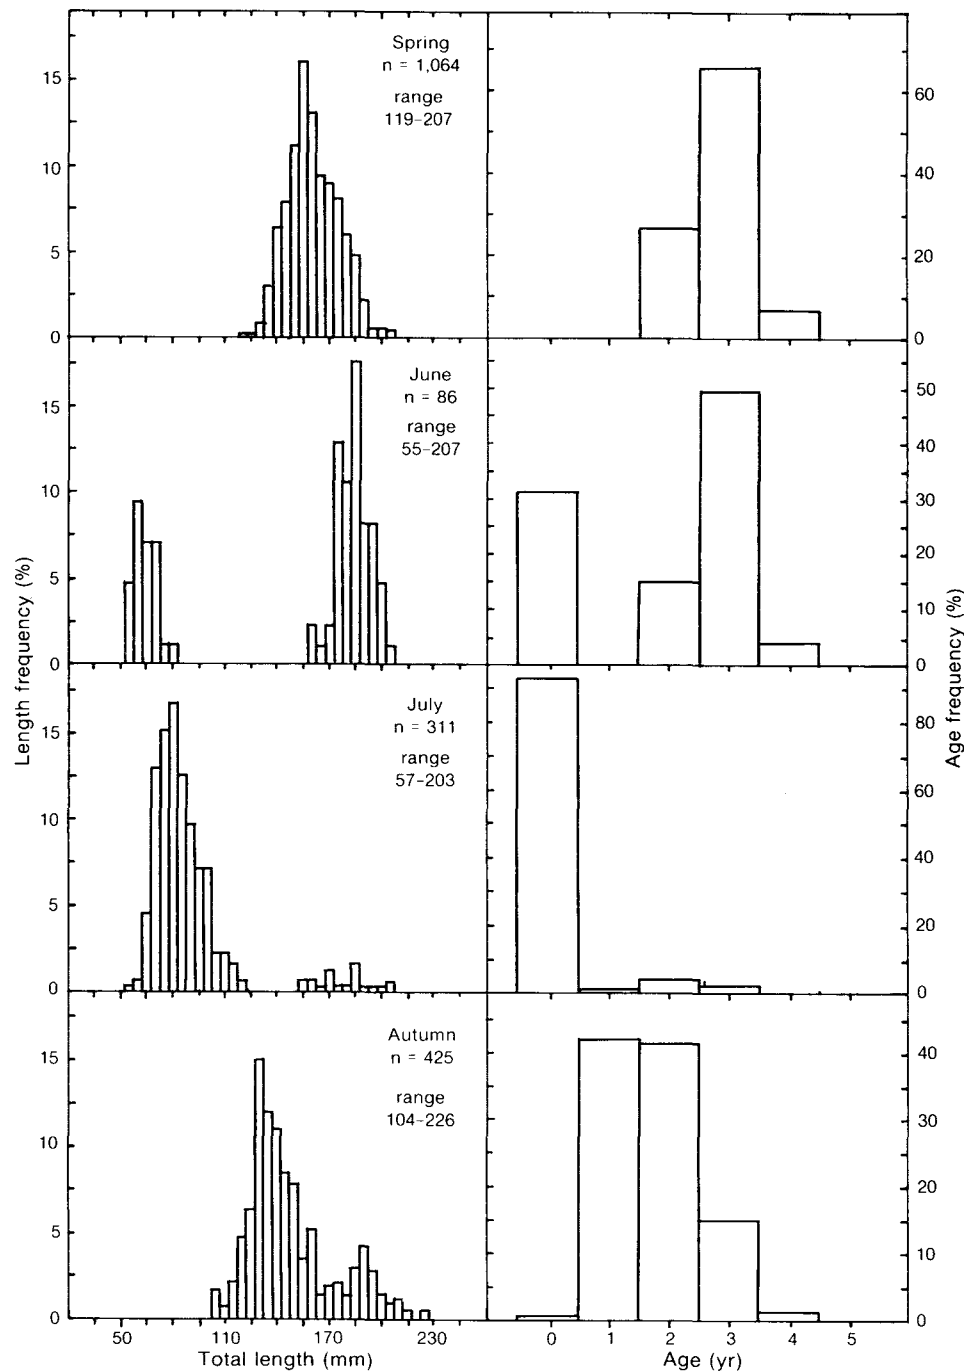 Spring
n = 1,064
range
119-207
15
10
5
0
60
40
20
0
June
n = 86
range
55-207
15
10
5
0
50
40
30
20
10
0
July
n = 311
range
57-203
15
10
5
0
80
60
40
20
0
Autumn
n = 425
range
104-226
15
10
5
0
40
30
20
10
0
50 110 170 230
Total length (mm)
0 1 2 3 4 5
Age (yr)
Length frequency (%)
Age frequency (%)